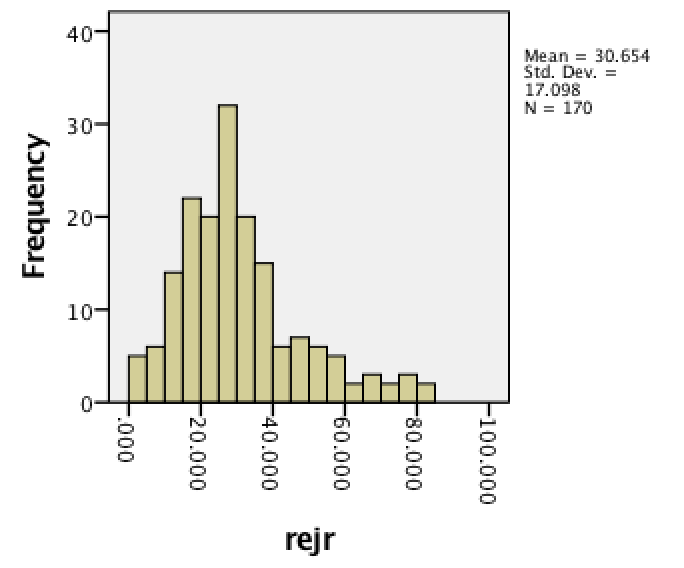 40
30
20
10
0
Frequency
.000
20.000
40.000
60.000
80.000
100.000
rejr
Mean = 30.654
Std. Dev. =
17.098
N = 170